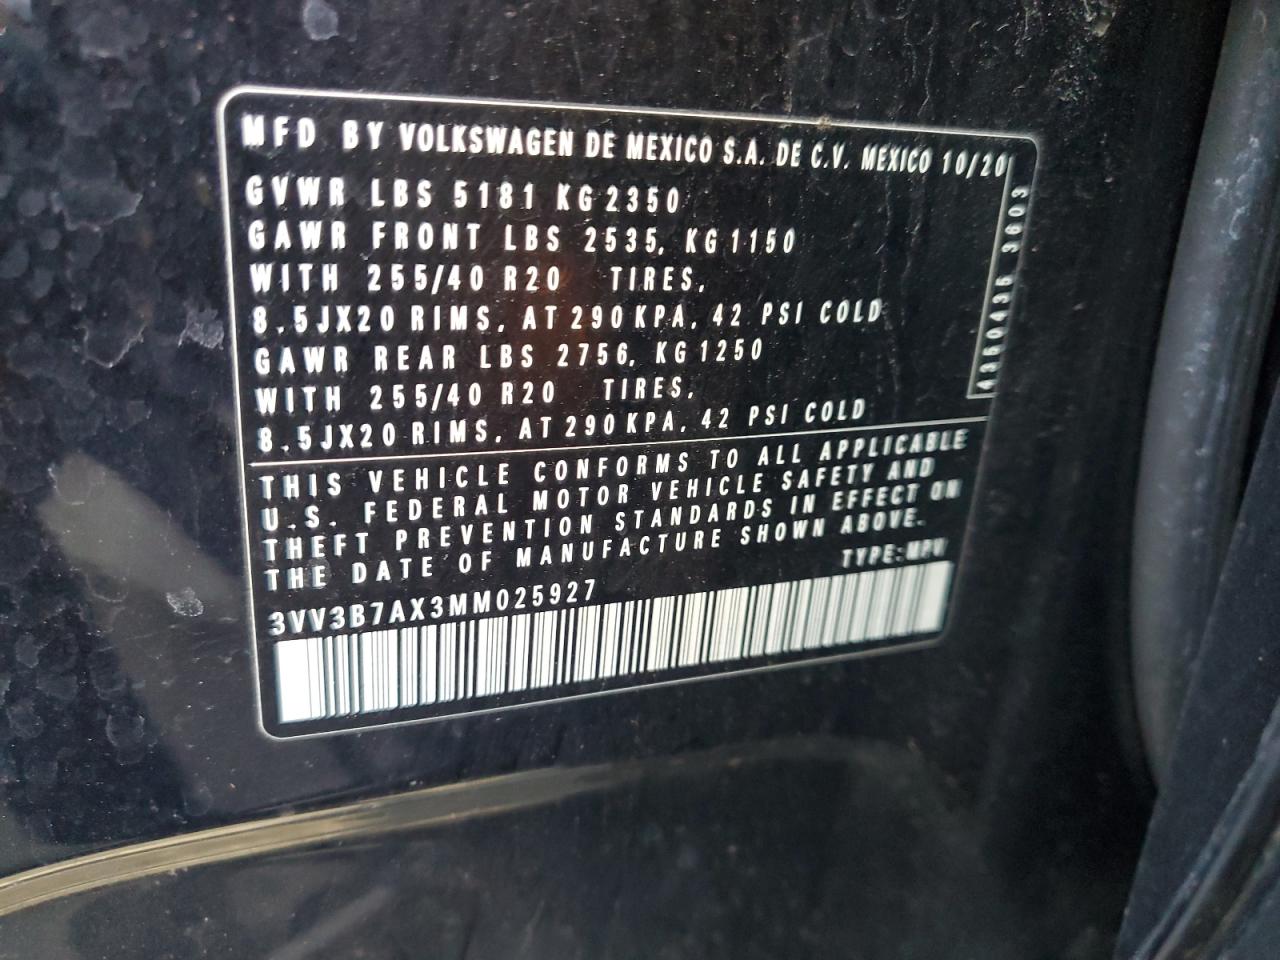 MFD BY VOLKSWAGEN DE MEXICO S.A. DE C.V. MEXICO 10/20
GVWR LBS 5181 KG 2350
GAWR FRONT LBS 2535, KG 1150
WITH 255/40 R20 TIRES,
8.5JX20 RIMS, AT 290 KPA, 42 PSI COLD
GAWR REAR LBS 2756, KG 1250
WITH 255/40 R20 TIRES,
8.5JX20 RIMS, AT 290 KPA, 42 PSI COLD
4360436 3603
THIS VEHICLE CONFORMS TO ALL APPLICABLE
U.S. FEDERAL MOTOR VEHICLE SAFETY AND
THEFT PREVENTION STANDARDS IN EFFECT ON
THE DATE OF MANUFACTURE SHOWN ABOVE.
TYPE: MPV
3VV3B7AX3MM025927